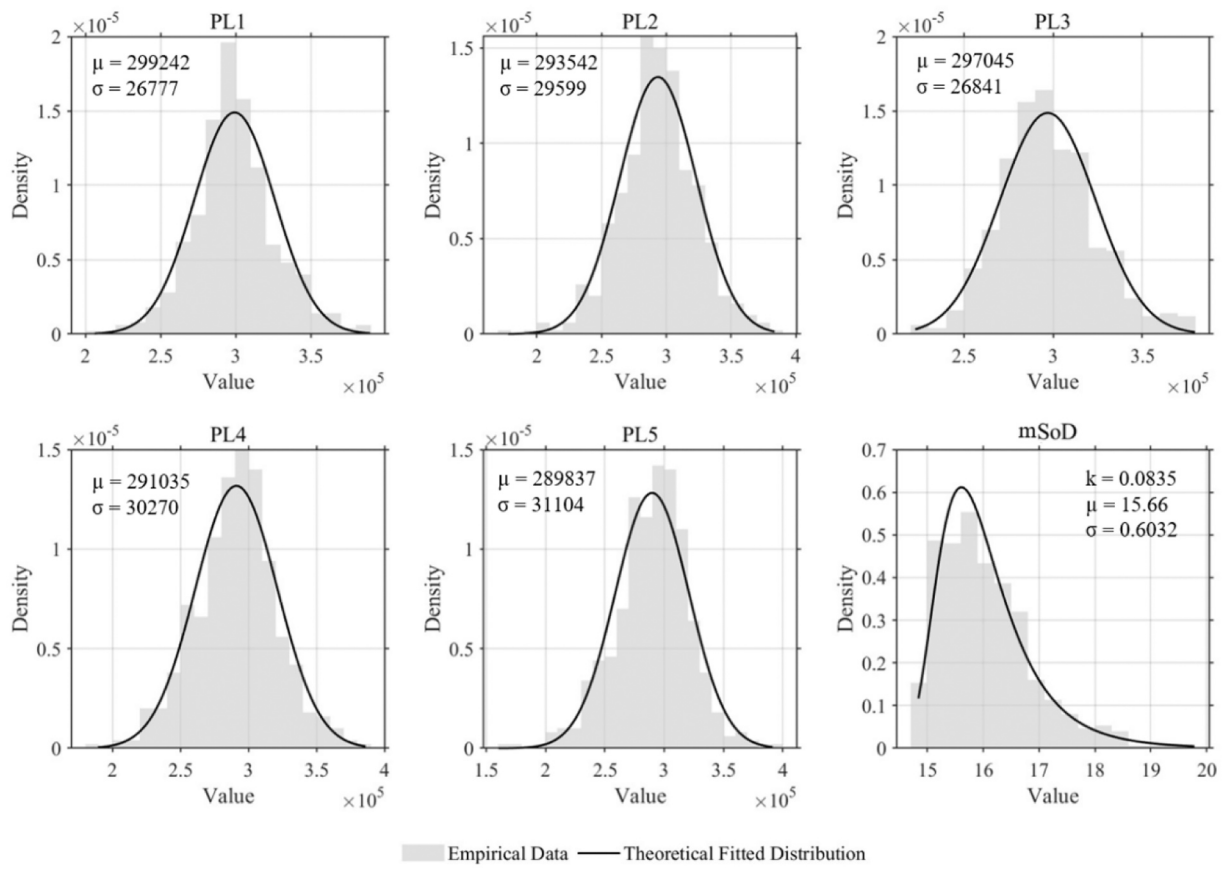 PL1
×10⁻⁵
μ = 299242
σ = 26777
Density
2
1.5
1
0.5
0
2 2.5 3 3.5
Value
×10⁵
PL2
×10⁻⁵
μ = 293542
σ = 29599
Density
1.5
1
0.5
0
2 2.5 3 3.5 4
Value
×10⁵
PL3
×10⁻⁵
μ = 297045
σ = 26841
Density
2
1.5
1
0.5
0
2.5 3 3.5
Value
×10⁵
PL4
×10⁻⁵
μ = 291035
σ = 30270
Density
1.5
1
0.5
0
2 2.5 3 3.5 4
Value
×10⁵
PL5
×10⁻⁵
μ = 289837
σ = 31104
Density
1.5
1
0.5
0
1.5 2 2.5 3 3.5 4
Value
×10⁵
mSoD
k = 0.0835
μ = 15.66
σ = 0.6032
Density
0.7
0.6
0.5
0.4
0.3
0.2
0.1
0
15 16 17 18 19 20
Value
Empirical Data
Theoretical Fitted Distribution